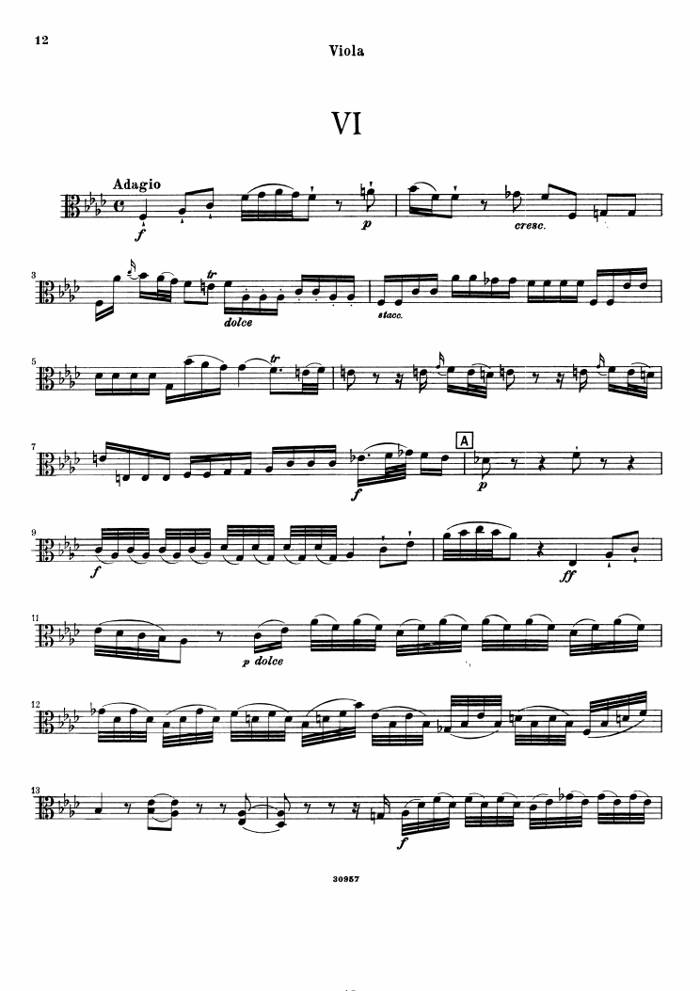 12
Viola
VI
Adagio
f p cresc.
3
tr
dolce stacc.
5
tr
7
A
f p
9
f ff
11
p dolce
12
13
f
30957